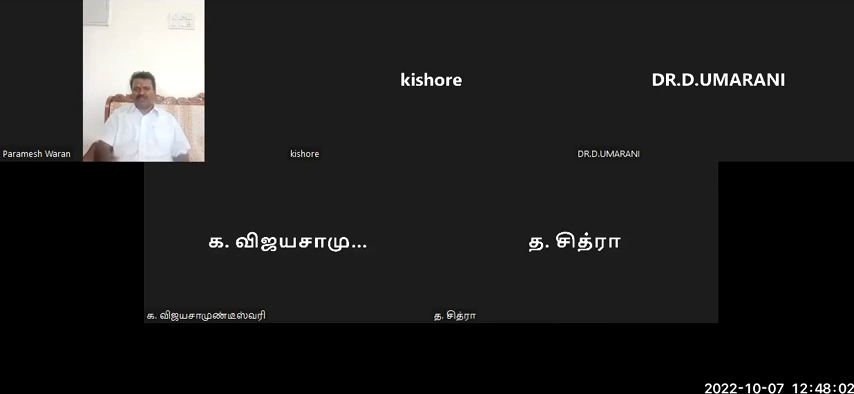 kishore
DR.D.UMARANI
Paramesh Waran
kishore
DR.D.UMARANI
க. விஜயசாமு...
த. சித்ரா
க. விஜயசாமுண்டீஸ்வரி
த. சித்ரா
2022-10-07 12:48:02